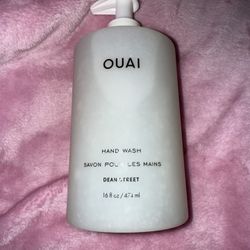 OUAI
HAND WASH
SAVON POUR LES MAINS
DEAN STREET
16 fl oz / 474 ml